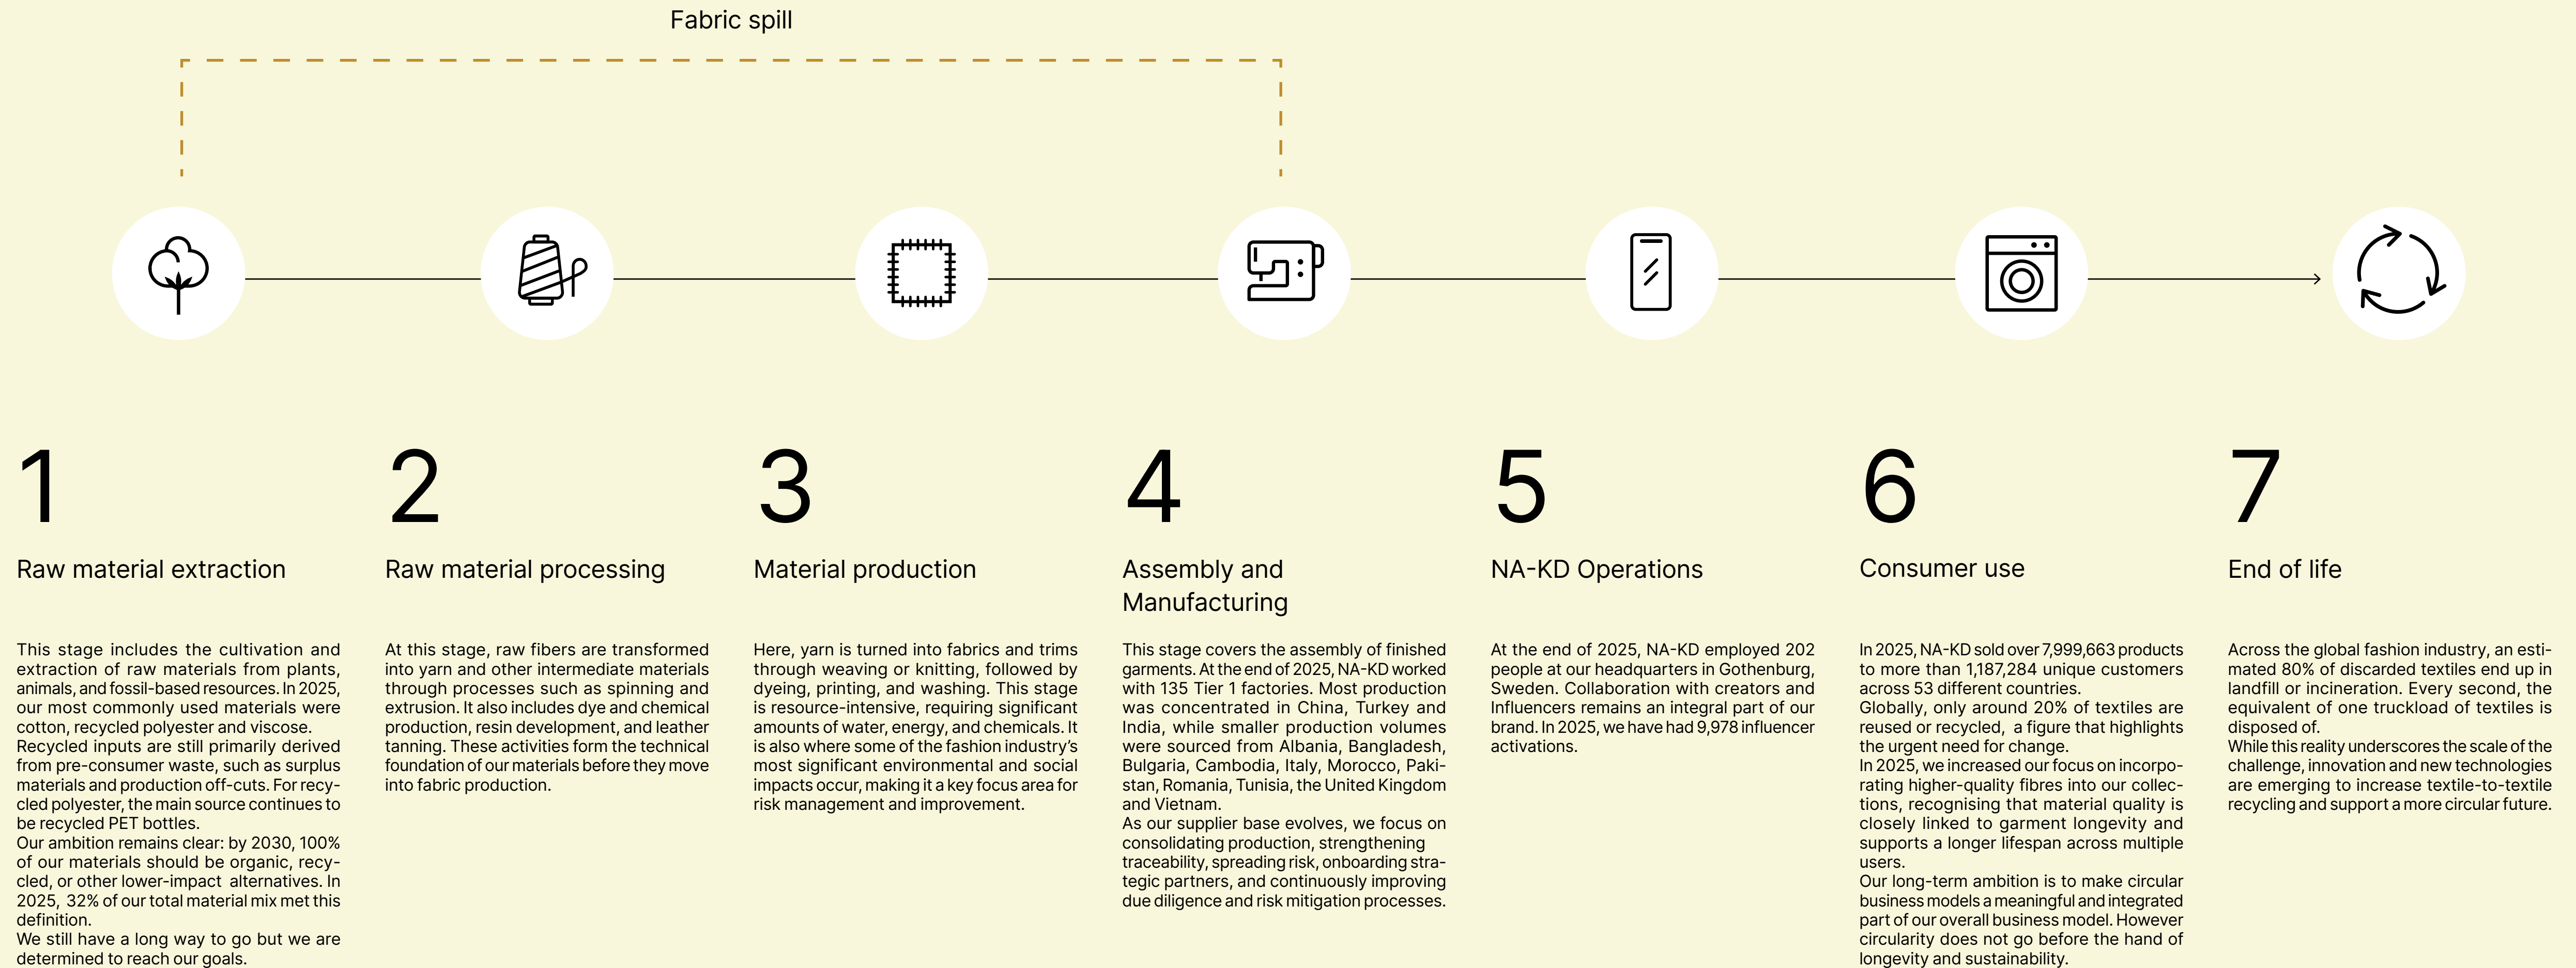 Fabric spill
1
Raw material extraction
This stage includes the cultivation and
extraction of raw materials from plants,
animals, and fossil-based resources. In 2025,
our most commonly used materials were
cotton, recycled polyester and viscose.
Recycled inputs are still primarily derived
from pre-consumer waste, such as surplus
materials and production off-cuts. For recy-
cled polyester, the main source continues to
be recycled PET bottles.
Our ambition remains clear: by 2030, 100%
of our materials should be organic, recy-
cled, or other lower-impact alternatives. In
2025, 32% of our total material mix met this
definition.
We still have a long way to go but we are
determined to reach our goals.
2
Raw material processing
At this stage, raw fibers are transformed
into yarn and other intermediate materials
through processes such as spinning and
extrusion. It also includes dye and chemical
production, resin development, and leather
tanning. These activities form the technical
foundation of our materials before they move
into fabric production.
3
Material production
Here, yarn is turned into fabrics and trims
through weaving or knitting, followed by
dyeing, printing, and washing. This stage
is resource-intensive, requiring significant
amounts of water, energy, and chemicals. It
is also where some of the fashion industry's
most significant environmental and social
impacts occur, making it a key focus area for
risk management and improvement.
4
Assembly and
Manufacturing
This stage covers the assembly of finished
garments. At the end of 2025, NA-KD worked
with 135 Tier 1 factories. Most production
was concentrated in China, Turkey and
India, while smaller production volumes
were sourced from Albania, Bangladesh,
Bulgaria, Cambodia, Italy, Morocco, Paki-
stan, Romania, Tunisia, the United Kingdom
and Vietnam.
As our supplier base evolves, we focus on
consolidating production, strengthening
traceability, spreading risk, onboarding stra-
tegic partners, and continuously improving
due diligence and risk mitigation processes.
5
NA-KD Operations
At the end of 2025, NA-KD employed 202
people at our headquarters in Gothenburg,
Sweden. Collaboration with creators and
Influencers remains an integral part of our
brand. In 2025, we have had 9,978 influencer
activations.
6
Consumer use
In 2025, NA-KD sold over 7,999,663 products
to more than 1,187,284 unique customers
across 53 different countries.
Globally, only around 20% of textiles are
reused or recycled, a figure that highlights
the urgent need for change.
In 2025, we increased our focus on incorpo-
rating higher-quality fibres into our collec-
tions, recognising that material quality is
closely linked to garment longevity and
supports a longer lifespan across multiple
users.
Our long-term ambition is to make circular
business models a meaningful and integrated
part of our overall business model. However
circularity does not go before the hand of
longevity and sustainability.
7
End of life
Across the global fashion industry, an esti-
mated 80% of discarded textiles end up in
landfill or incineration. Every second, the
equivalent of one truckload of textiles is
disposed of.
While this reality underscores the scale of the
challenge, innovation and new technologies
are emerging to increase textile-to-textile
recycling and support a more circular future.